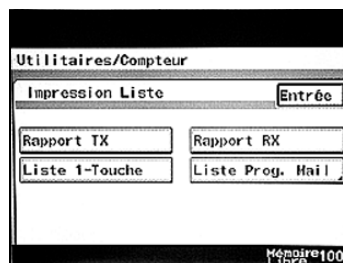 Utilitaires/Compteur
Impression Liste
Entrée
Rapport TX
Rapport RX
Liste 1-Touche
Liste Prog. Mail
Mémoire 100
Libre